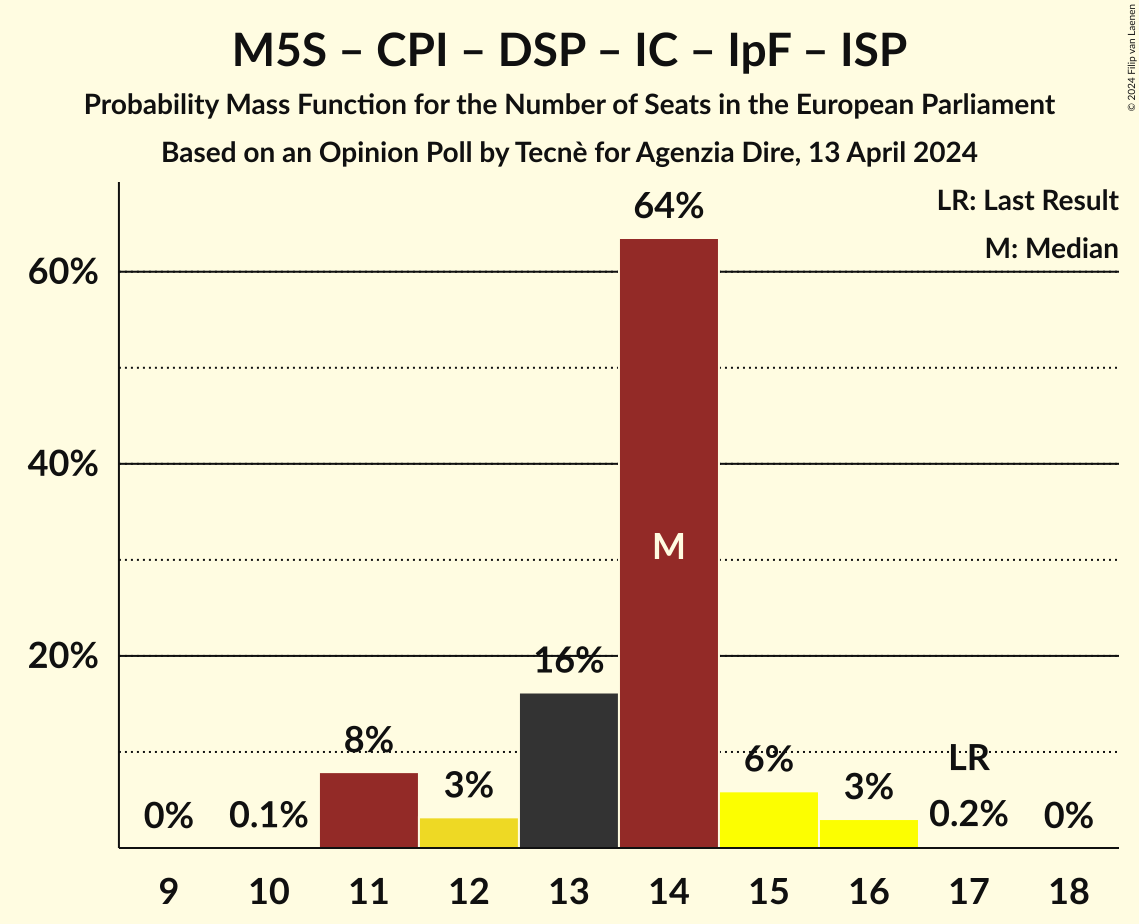 M5S – CPI – DSP – IC – IpF – ISP
Probability Mass Function for the Number of Seats in the European Parliament
Based on an Opinion Poll by Tecnè for Agenzia Dire, 13 April 2024
© 2024 Filip van Laenen
LR: Last Result
M: Median
60%
40%
20%
0%
0.1%
8%
3%
16%
64%
M
6%
3%
LR
0.2%
0%
9 10 11 12 13 14 15 16 17 18